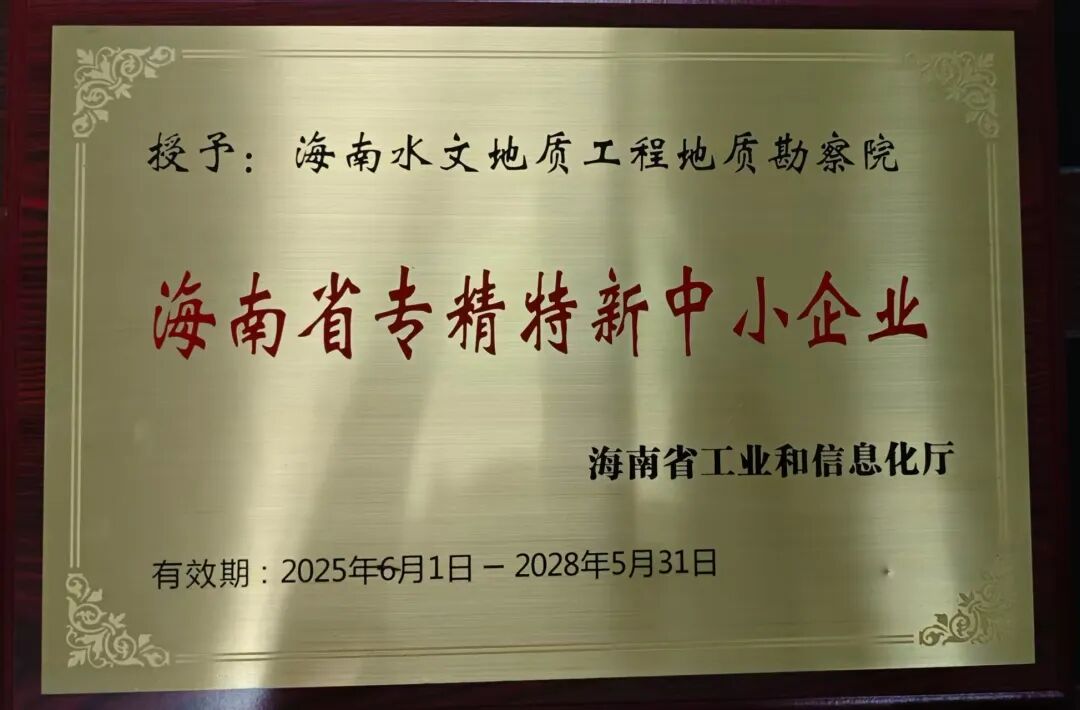 授予：海南水文地质工程地质勘察院
海南省专精特新中小企业
海南省工业和信息化厅
有效期：2025年6月1日－2028年5月31日